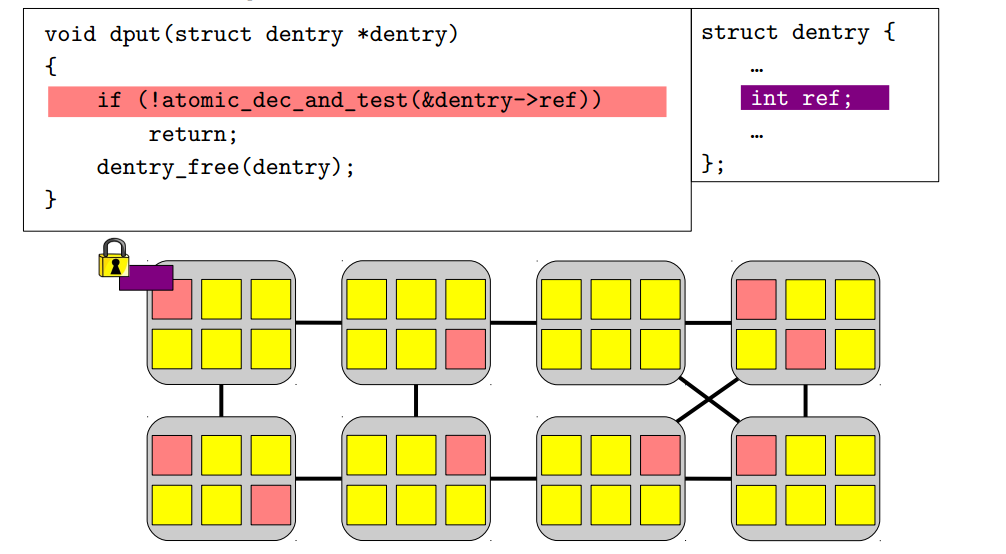 void dput(struct dentry *dentry)
{
if (!atomic_dec_and_test(&dentry->ref))
return;
dentry_free(dentry);
}
struct dentry {
…
int ref;
…
};